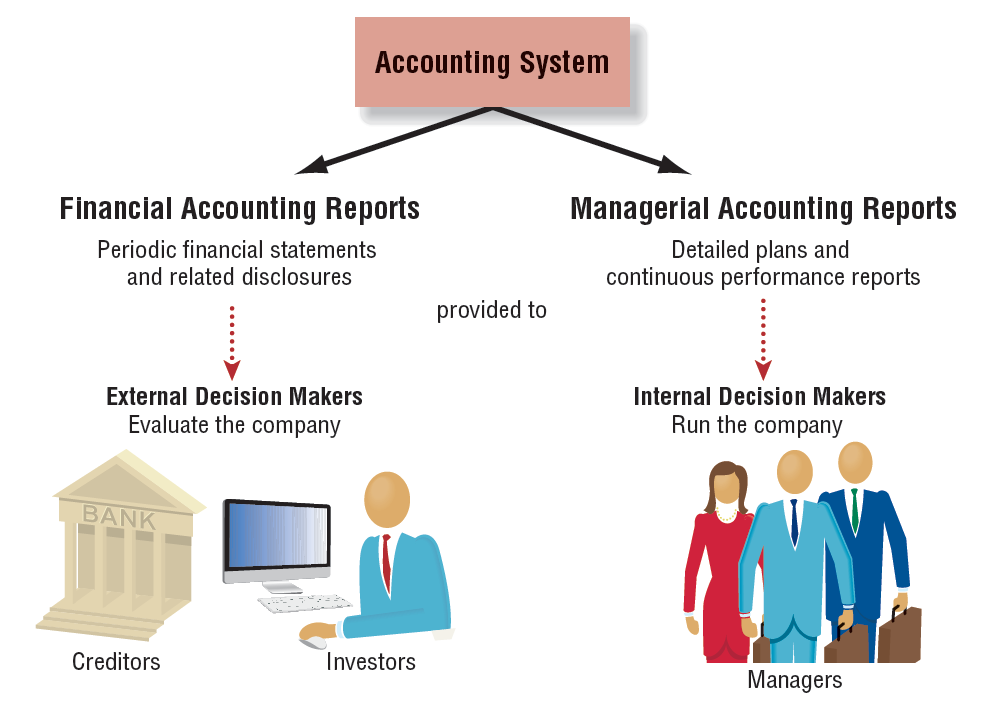 Accounting System
Financial Accounting Reports
Periodic financial statements
and related disclosures
Managerial Accounting Reports
Detailed plans and
continuous performance reports
provided to
External Decision Makers
Evaluate the company
Internal Decision Makers
Run the company
BANK
Creditors
Investors
Managers